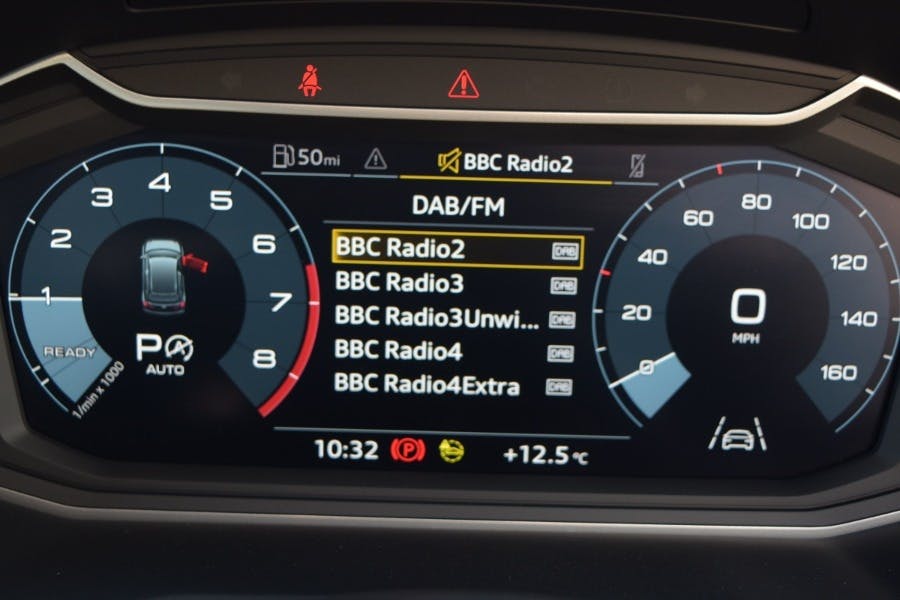 50mi
BBC Radio2
DAB/FM
BBC Radio2 DAB
BBC Radio3 DAB
BBC Radio3Unwi... DAB
BBC Radio4 DAB
BBC Radio4Extra DAB
10:32 P +12.5°C
1 2 3 4 5 6 7 8
READY
1/min x 1000
P A
AUTO
0 20 40 60 80 100 120 140 160
0
MPH